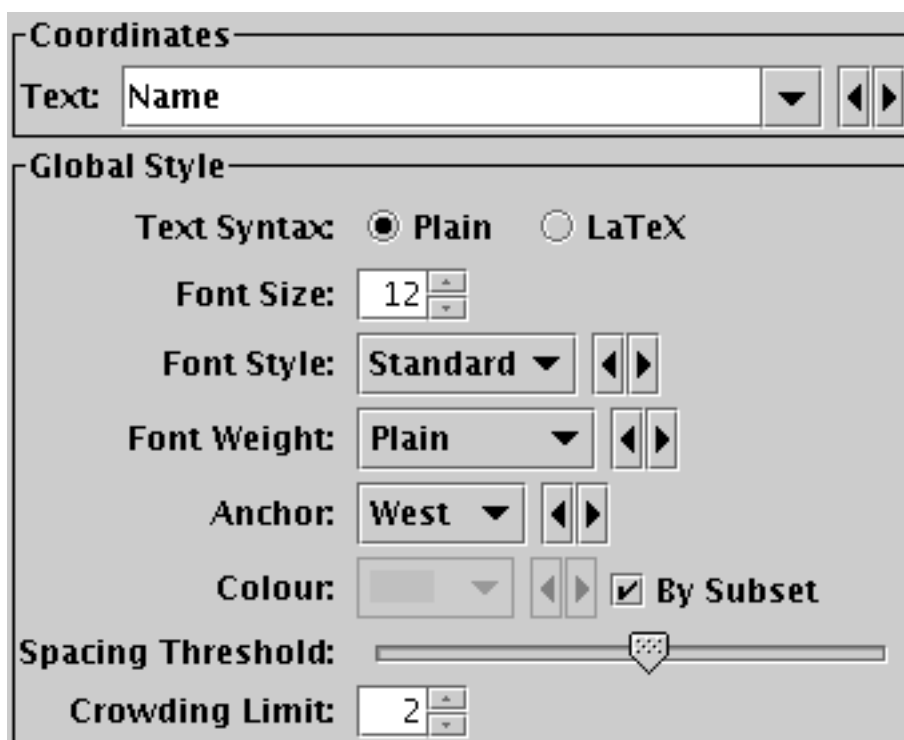 Coordinates
Text: Name
Global Style
Text Syntax: Plain LaTeX
Font Size: 12
Font Style: Standard
Font Weight: Plain
Anchor: West
Colour: By Subset
Spacing Threshold:
Crowding Limit: 2